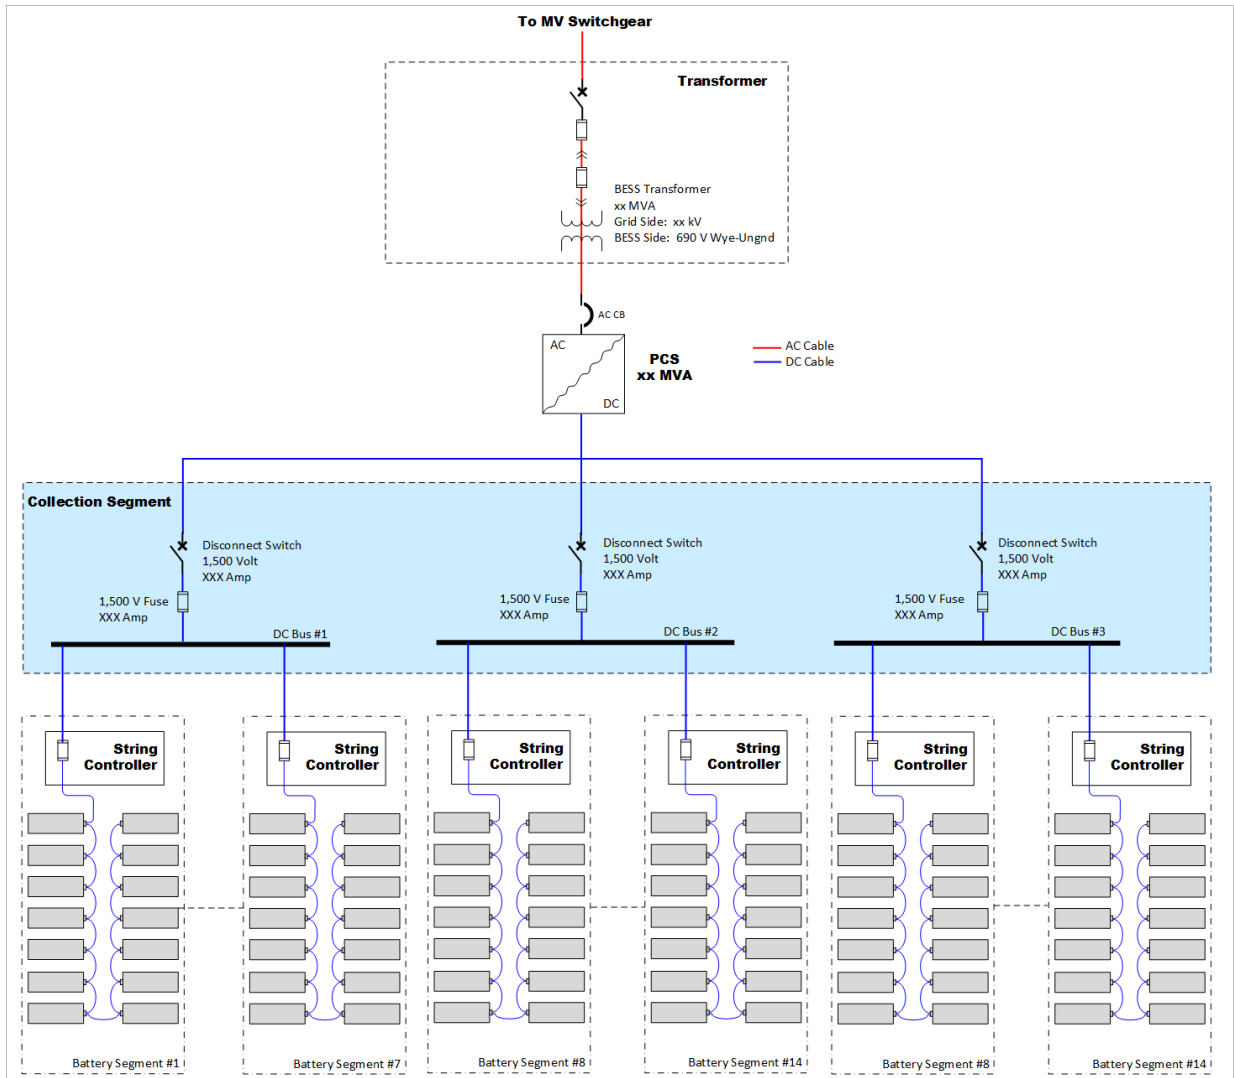 To MV Switchgear
Transformer
BESS Transformer
xx MVA
Grid Side:  xx kV
BESS Side:  690 V Wye-Ungnd
AC CB
AC
DC
PCS
xx MVA
AC Cable
DC Cable
Collection Segment
Disconnect Switch
1,500 Volt
XXX Amp
1,500 V Fuse
XXX Amp
DC Bus #1
Disconnect Switch
1,500 Volt
XXX Amp
1,500 V Fuse
XXX Amp
DC Bus #2
Disconnect Switch
1,500 Volt
XXX Amp
1,500 V Fuse
XXX Amp
DC Bus #3
String
Controller
Battery Segment #1
String
Controller
Battery Segment #7
String
Controller
Battery Segment #8
String
Controller
Battery Segment #14
String
Controller
Battery Segment #8
String
Controller
Battery Segment #14